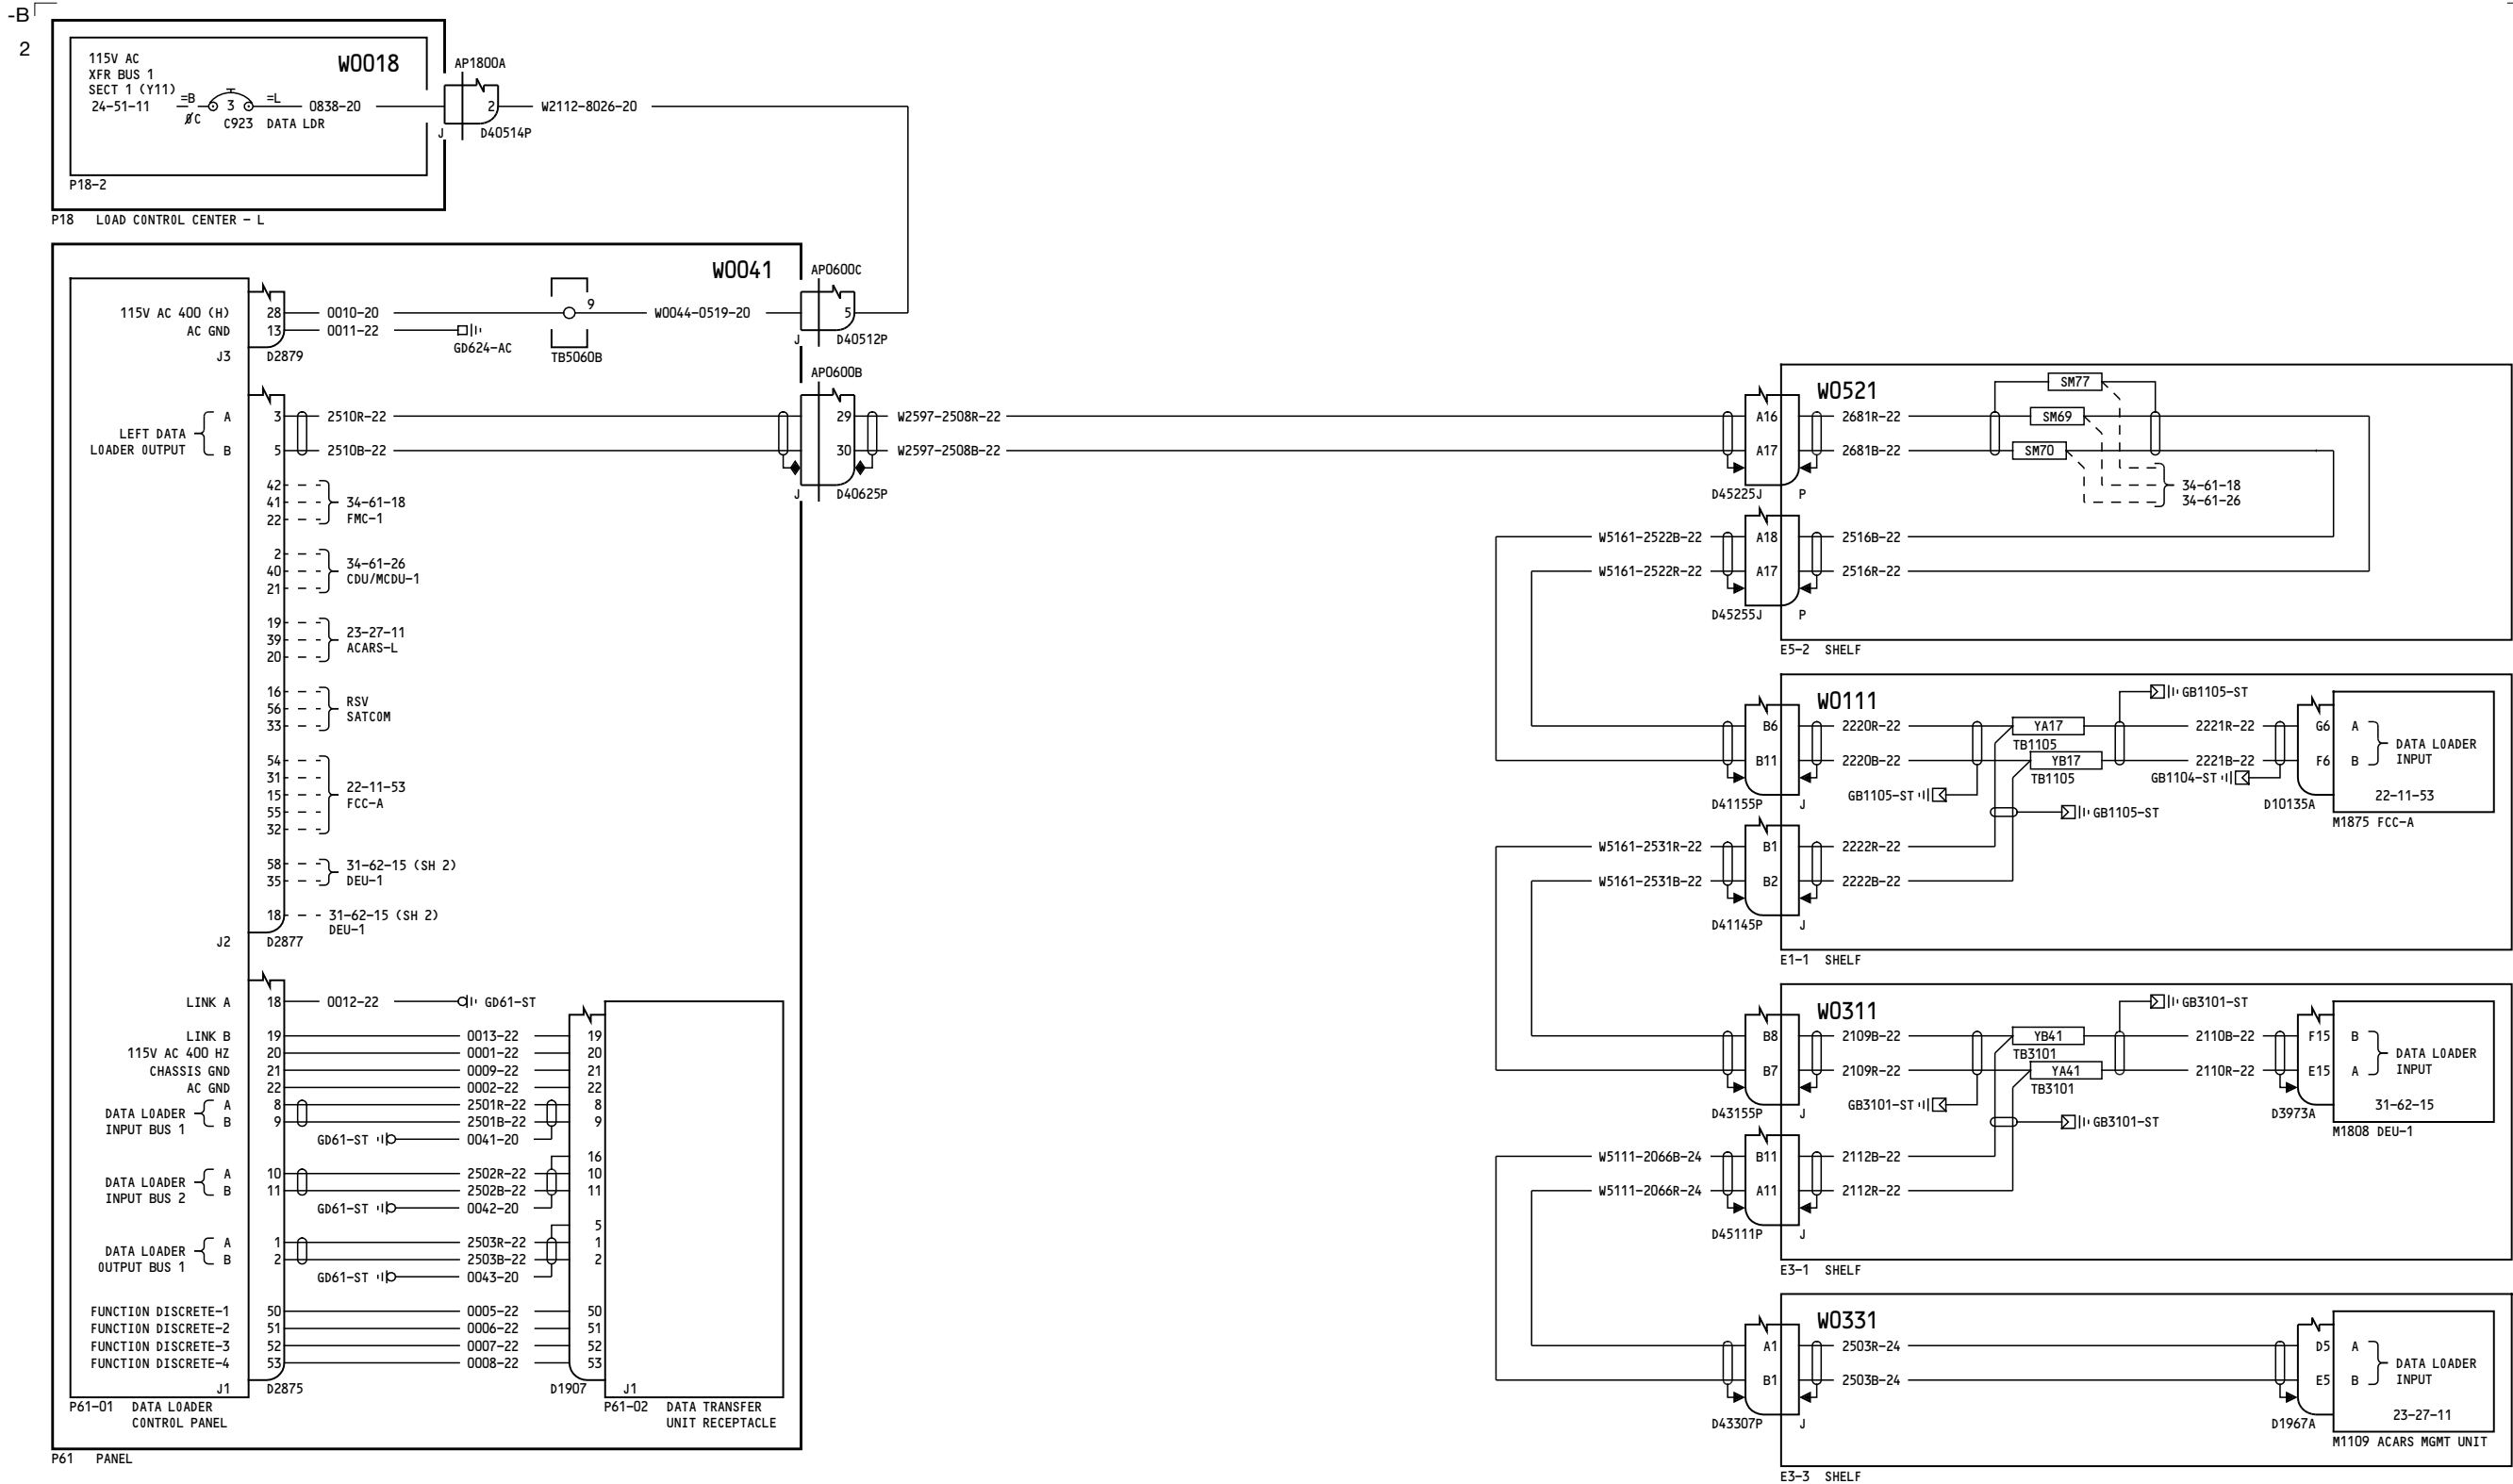 -B
2
115V AC
XFR BUS 1
SECT 1 (Y11)
24-51-11
=B
ØC
3
C923
=L
DATA LDR
0838-20
W0018
P18-2
P18 LOAD CONTROL CENTER - L
AP1800A
2
J
D40514P
W2112-8026-20
W0041
115V AC 400 (H)
28
0010-20
9
TB5060B
W0044-0519-20
AP0600C
5
J
D40512P
AC GND
13
0011-22
GD624-AC
J3
D2879
LEFT DATA
LOADER OUTPUT
A
3
2510R-22
B
5
2510B-22
AP0600B
29
30
J
D40625P
W2597-2508R-22
W2597-2508B-22
42
41
22
34-61-18
FMC-1
2
40
21
34-61-26
CDU/MCDU-1
19
39
20
23-27-11
ACARS-L
16
56
33
RSV
SATCOM
54
31
15
55
32
22-11-53
FCC-A
58
35
31-62-15 (SH 2)
DEU-1
18
31-62-15 (SH 2)
DEU-1
J2
D2877
LINK A
18
0012-22
GD61-ST
LINK B
19
0013-22
19
115V AC 400 HZ
20
0001-22
20
CHASSIS GND
21
0009-22
21
AC GND
22
0002-22
22
DATA LOADER
INPUT BUS 1
A
8
2501R-22
8
B
9
2501B-22
9
GD61-ST
0041-20
16
DATA LOADER
INPUT BUS 2
A
10
2502R-22
10
B
11
2502B-22
11
GD61-ST
0042-20
5
DATA LOADER
OUTPUT BUS 1
A
1
2503R-22
1
B
2
2503B-22
2
GD61-ST
0043-20
FUNCTION DISCRETE-1
50
0005-22
50
FUNCTION DISCRETE-2
51
0006-22
51
FUNCTION DISCRETE-3
52
0007-22
52
FUNCTION DISCRETE-4
53
0008-22
53
J1
D2875
D1907
J1
P61-01 DATA LOADER
CONTROL PANEL
P61-02 DATA TRANSFER
UNIT RECEPTACLE
P61 PANEL
W0521
A16
2681R-22
A17
2681B-22
SM77
SM69
SM70
34-61-18
34-61-26
D45225J
P
W5161-2522B-22
A18
2516B-22
W5161-2522R-22
A17
2516R-22
D45255J
P
E5-2 SHELF
W0111
GB1105-ST
B6
2220R-22
YA17
TB1105
2221R-22
G6
A
B11
2220B-22
YB17
TB1105
2221B-22
F6
B
DATA LOADER
INPUT
GB1105-ST
GB1104-ST
GB1105-ST
D41155P
J
D10135A
22-11-53
M1875 FCC-A
W5161-2531R-22
B1
2222R-22
W5161-2531B-22
B2
2222B-22
D41145P
J
E1-1 SHELF
W0311
GB3101-ST
B8
2109B-22
YB41
TB3101
2110B-22
F15
B
B7
2109R-22
YA41
TB3101
2110R-22
E15
A
DATA LOADER
INPUT
GB3101-ST
GB3101-ST
D43155P
J
D3973A
31-62-15
M1808 DEU-1
W5111-2066B-24
B11
2112B-22
W5111-2066R-24
A11
2112R-22
D45111P
J
E3-1 SHELF
W0331
A1
2503R-24
D5
A
B1
2503B-24
E5
B
DATA LOADER
INPUT
D43307P
J
D1967A
23-27-11
M1109 ACARS MGMT UNIT
E3-3 SHELF